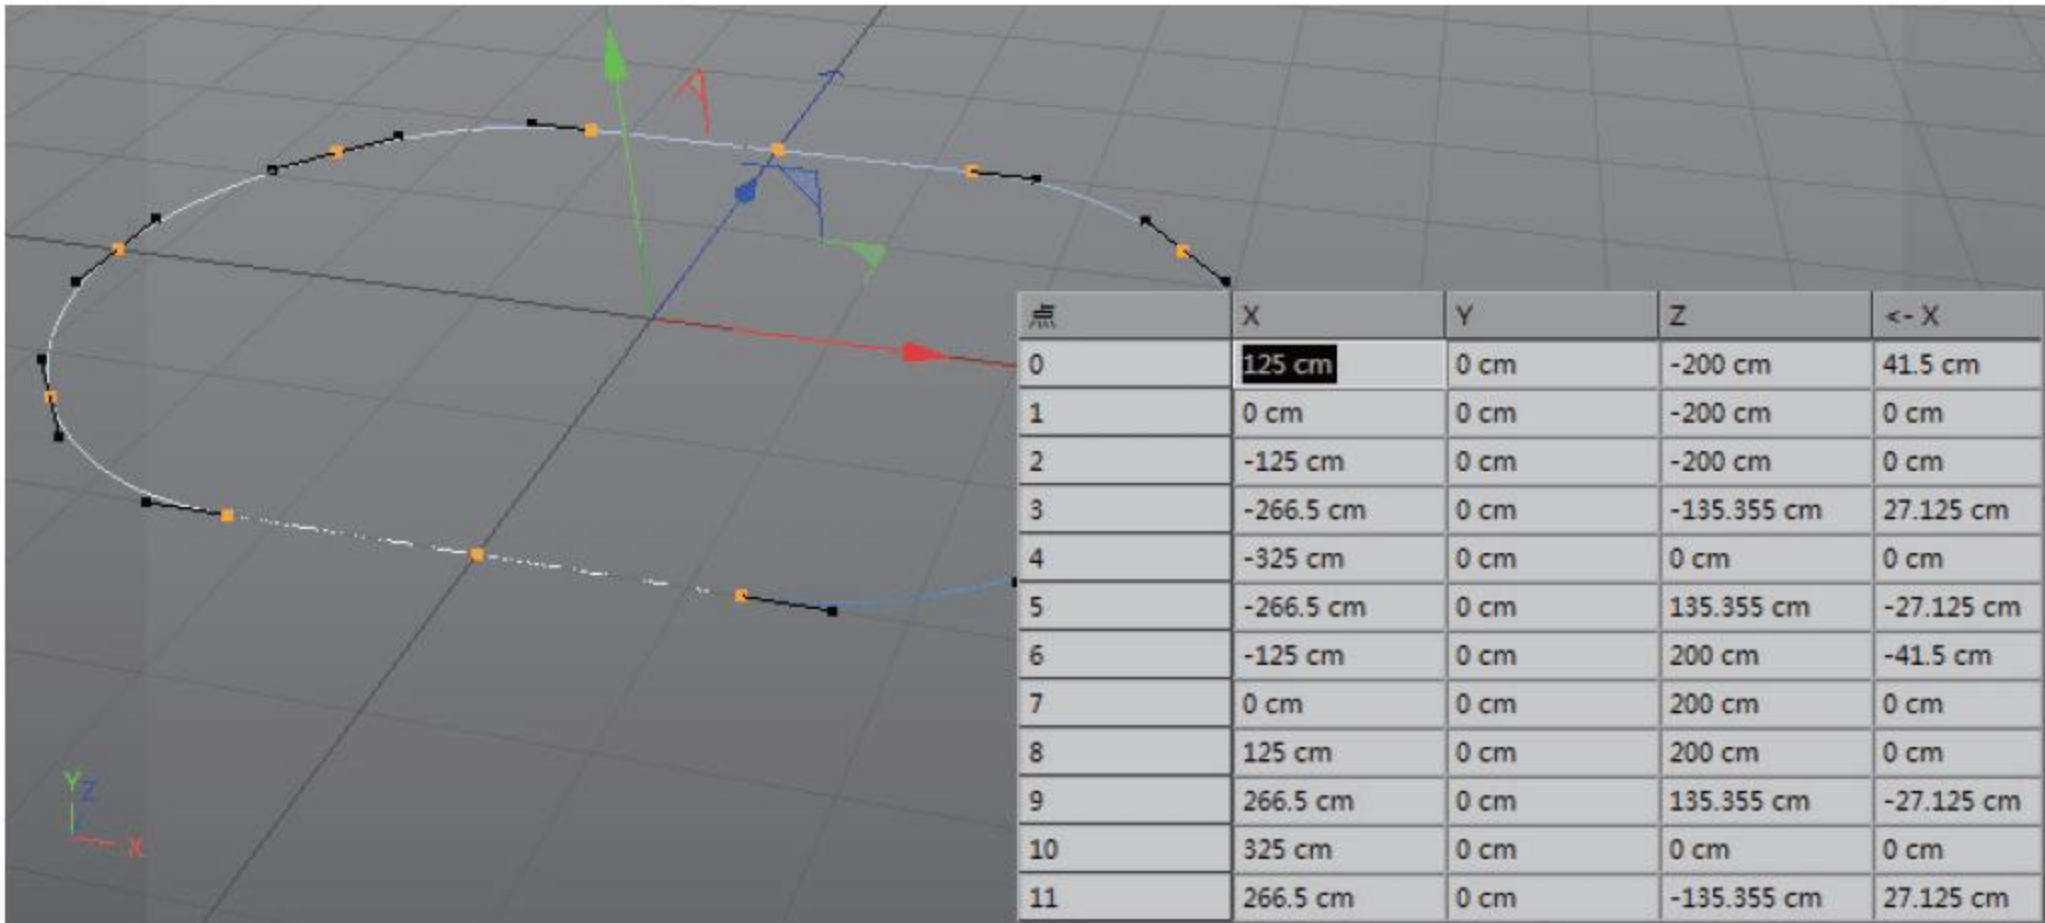 点 X Y Z <- X
0 125 cm 0 cm -200 cm 41.5 cm
1 0 cm 0 cm -200 cm 0 cm
2 -125 cm 0 cm -200 cm 0 cm
3 -266.5 cm 0 cm -135.355 cm 27.125 cm
4 -325 cm 0 cm 0 cm 0 cm
5 -266.5 cm 0 cm 135.355 cm -27.125 cm
6 -125 cm 0 cm 200 cm -41.5 cm
7 0 cm 0 cm 200 cm 0 cm
8 125 cm 0 cm 200 cm 0 cm
9 266.5 cm 0 cm 135.355 cm -27.125 cm
10 325 cm 0 cm 0 cm 0 cm
11 266.5 cm 0 cm -135.355 cm 27.125 cm
Y Z
X